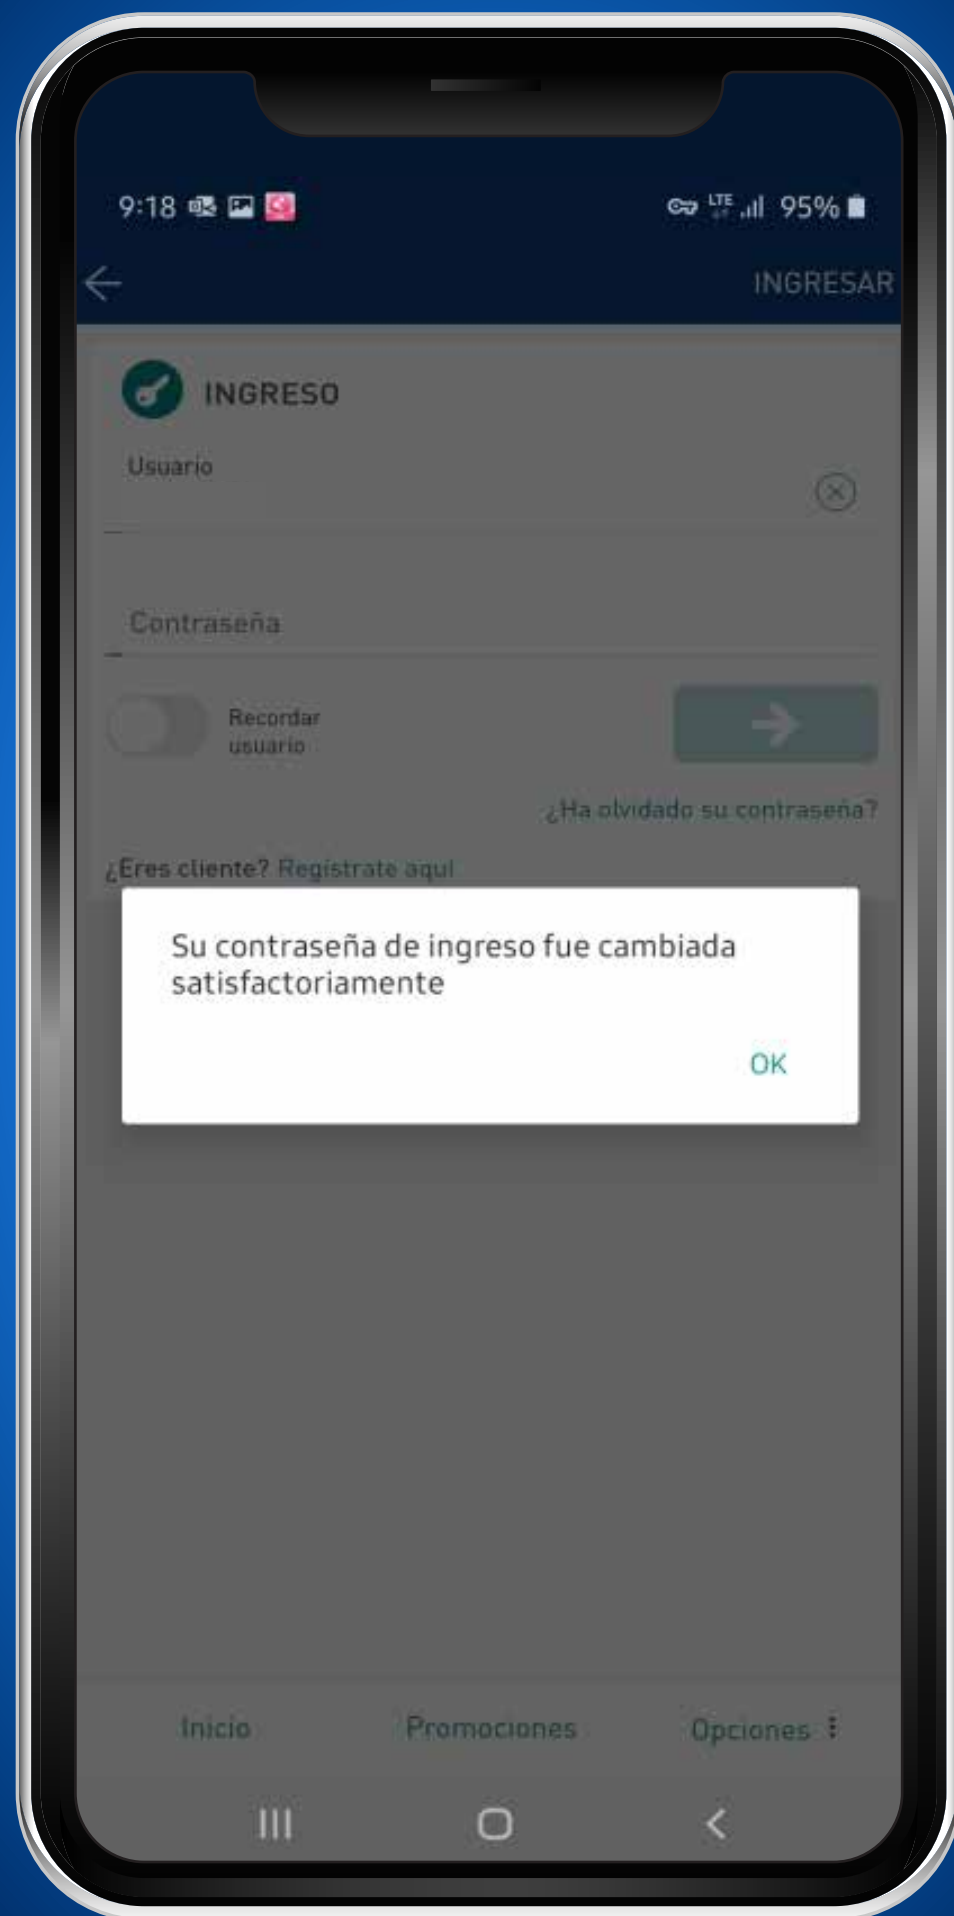 9:18 LTE 95%
INGRESAR
INGRESO
Usuario
Contraseña
Recordar
usuario
¿Ha olvidado su contraseña?
¿Eres cliente? Regístrate aquí
Su contraseña de ingreso fue cambiada
satisfactoriamente
OK
Inicio Promociones Opciones